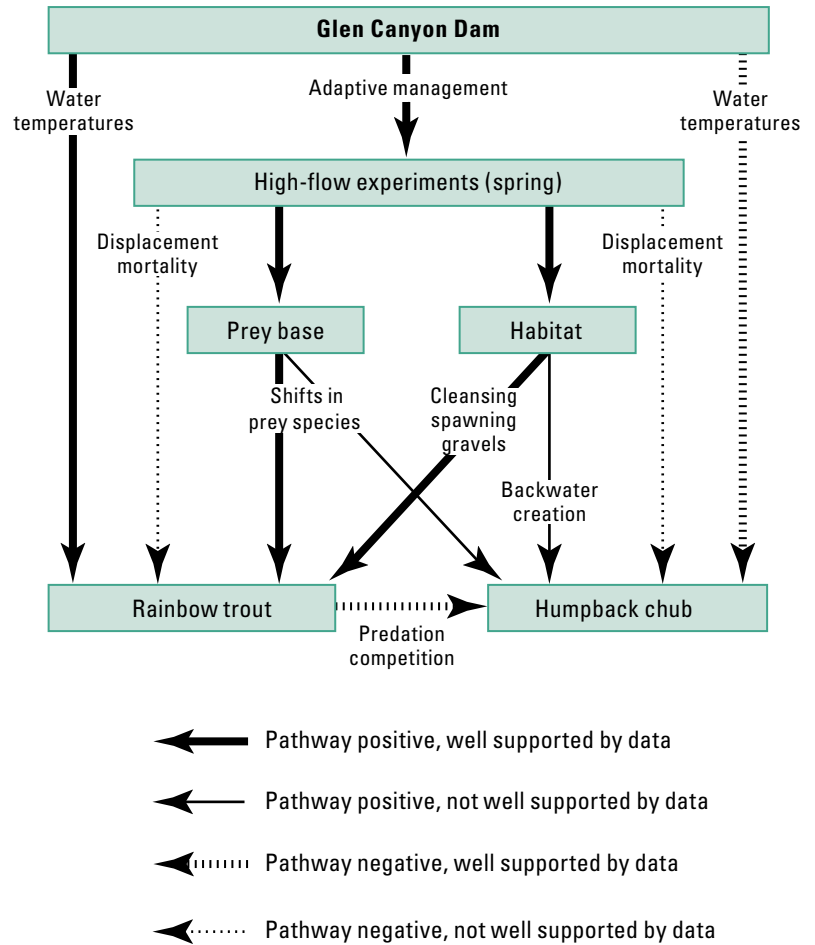 Glen Canyon Dam
Water
temperatures
Adaptive management
Water
temperatures
High-flow experiments (spring)
Displacement
mortality
Displacement
mortality
Prey base
Habitat
Shifts in
prey species
Cleansing
spawning
gravels
Backwater
creation
Rainbow trout
Humpback chub
Predation
competition
Pathway positive, well supported by data
Pathway positive, not well supported by data
Pathway negative, well supported by data
Pathway negative, not well supported by data